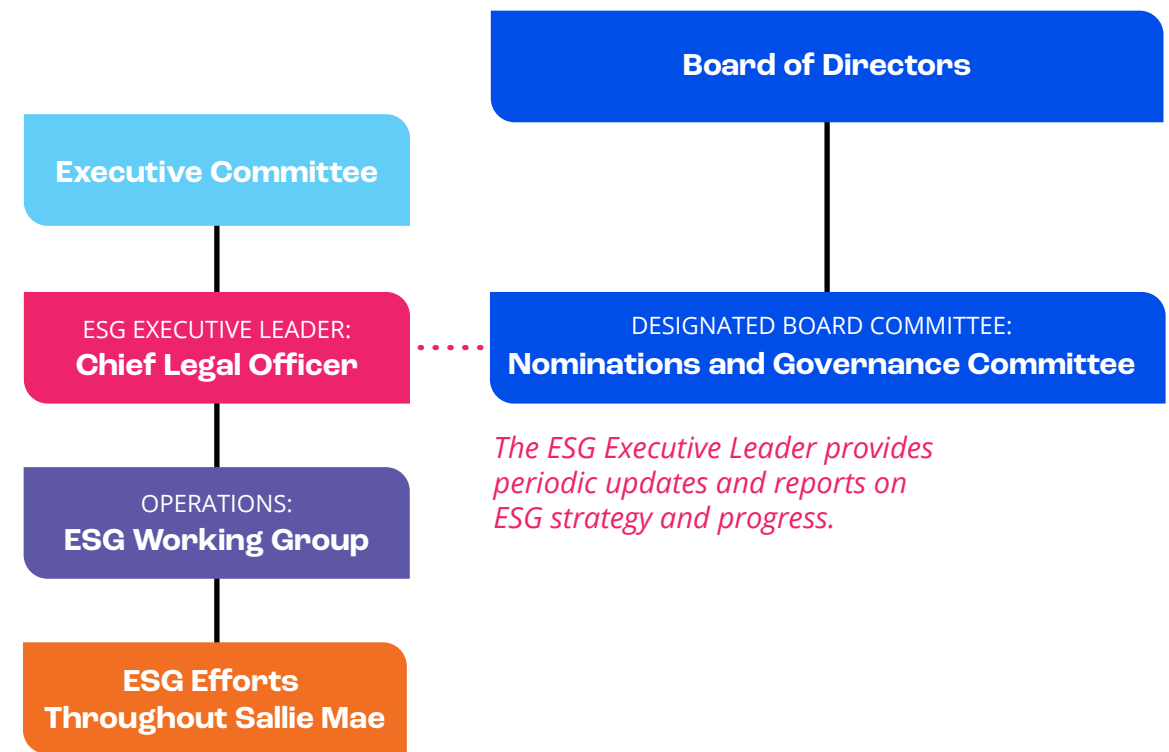 Board of Directors
Executive Committee
ESG EXECUTIVE LEADER:
Chief Legal Officer
DESIGNATED BOARD COMMITTEE:
Nominations and Governance Committee
The ESG Executive Leader provides
periodic updates and reports on
ESG strategy and progress.
OPERATIONS:
ESG Working Group
ESG Efforts
Throughout Sallie Mae